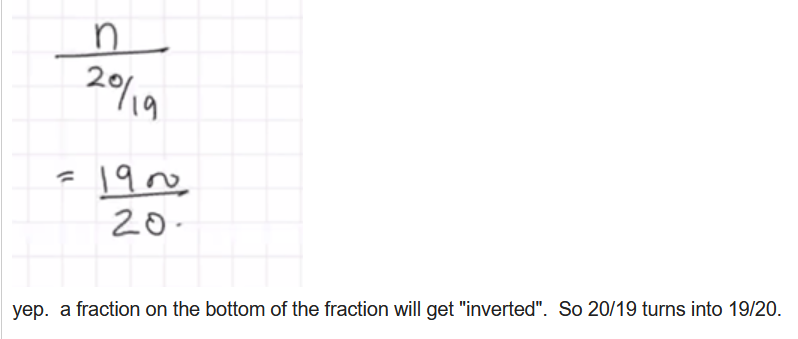 n
20/19
= 19n
20.
yep.  a fraction on the bottom of the fraction will get "inverted".  So 20/19 turns into 19/20.